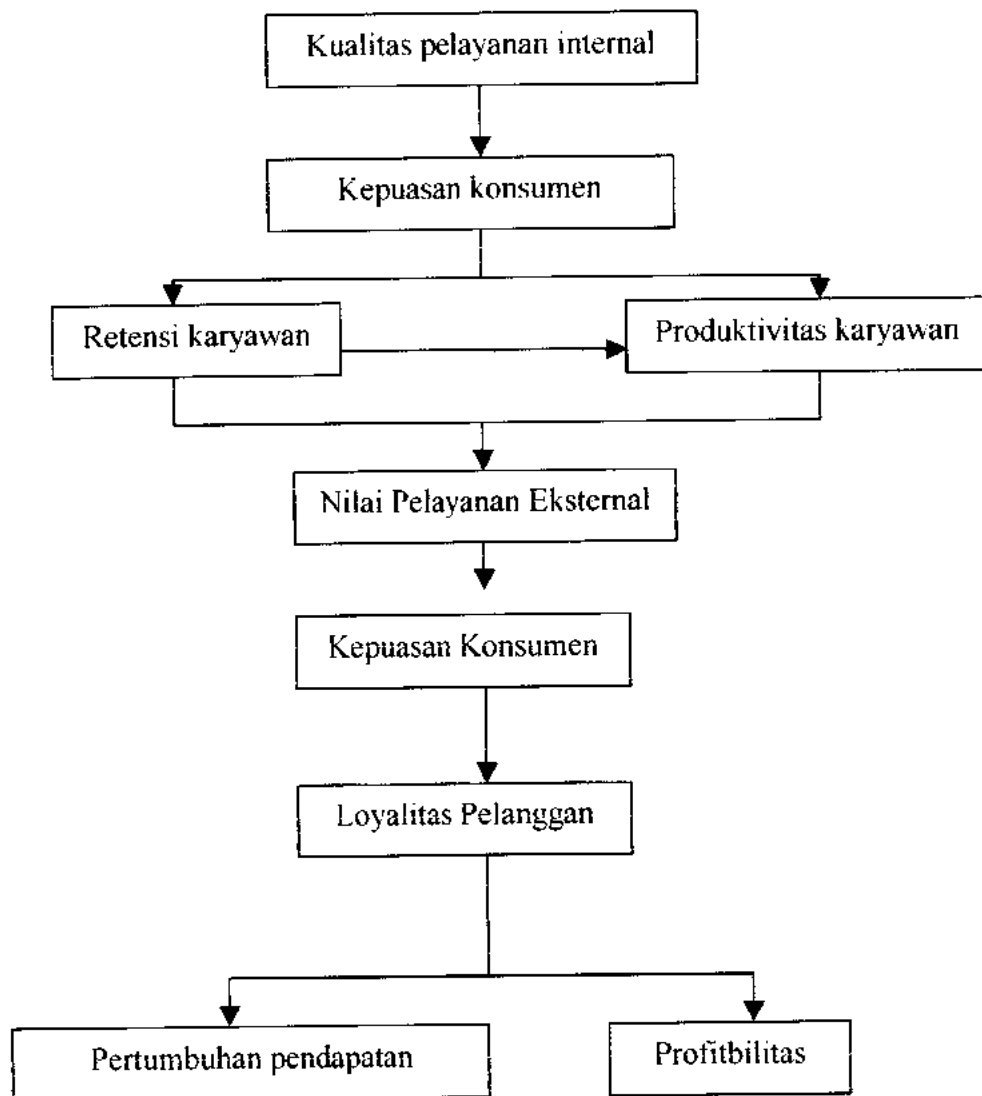 Kualitas pelayanan internal
Kepuasan konsumen
Retensi karyawan
Produktivitas karyawan
Nilai Pelayanan Eksternal
Kepuasan Konsumen
Loyalitas Pelanggan
Pertumbuhan pendapatan
Profitbilitas